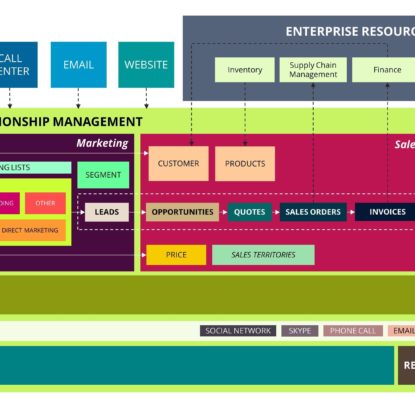 CALL
CENTER
EMAIL
WEBSITE
ENTERPRISE RESOUR
Inventory
Supply Chain
Management
Finance
IONSHIP MANAGEMENT
Marketing
Sale
NG LISTS
SEGMENT
CUSTOMER
PRODUCTS
DING
OTHER
DIRECT MARKETING
LEADS
OPPORTUNITIES
QUOTES
SALES ORDERS
INVOICES
PRICE
SALES TERRITORIES
SOCIAL NETWORK
SKYPE
PHONE CALL
EMAIL
RE